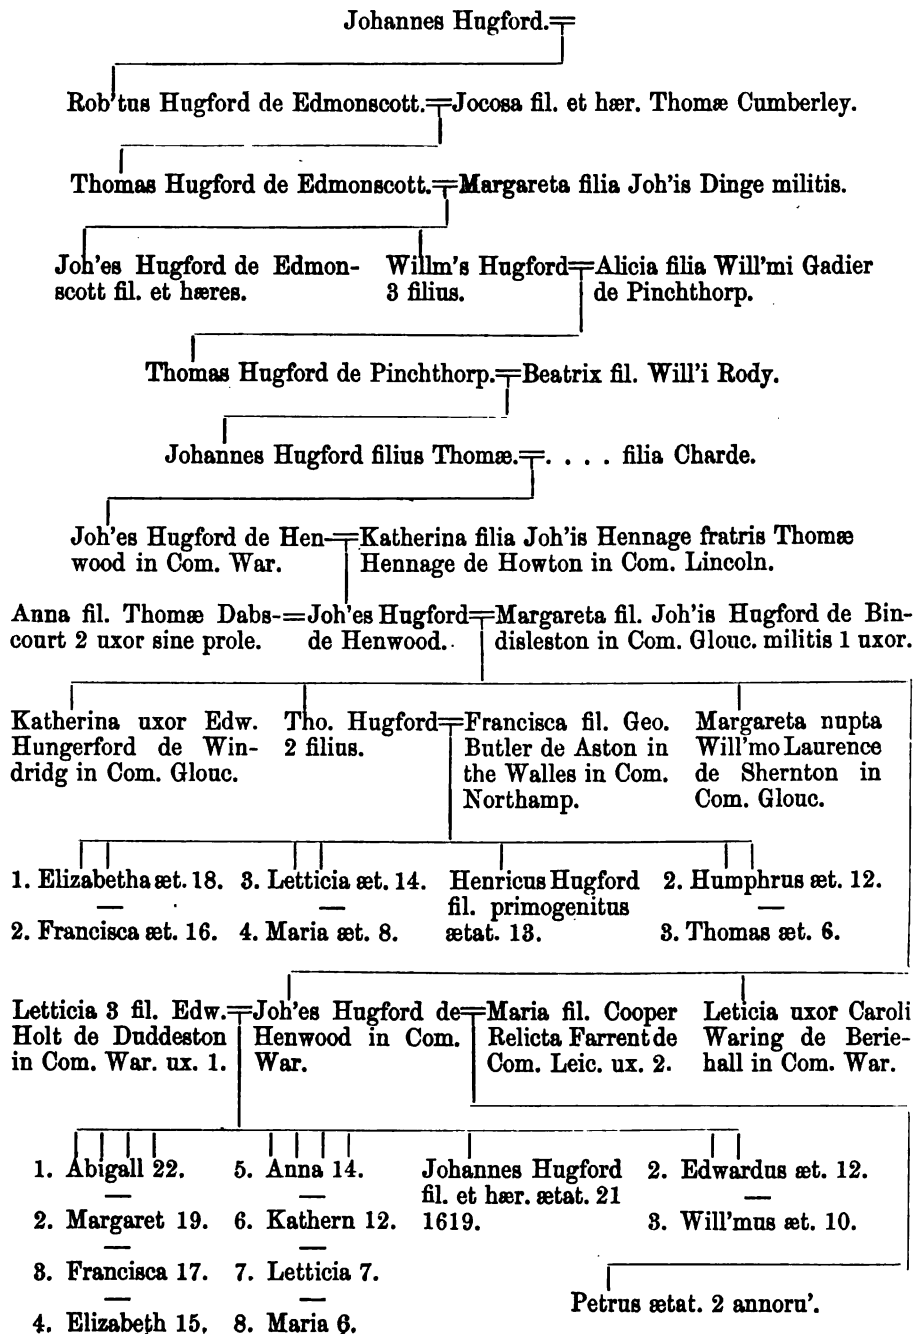 Johannes Hugford.
Rob'tus Hugford de Edmonscott.=Jocosa fil. et hær. Thomæ Cumberley.
Thomas Hugford de Edmonscott.=Margareta filia Joh'is Dinge militis.
Joh'es Hugford de Edmon-
scott fil. et hæres.
Willm's Hugford=
3 filius.
Alicia filia Will'mi Gadier
de Pinchthorp.
Thomas Hugford de Pinchthorp.=Beatrix fil. Will'i Rody.
Johannes Hugford filius Thomæ.=. . . . filia Charde.
Joh'es Hugford de Hen-
wood in Com. War.
=Katherina filia Joh'is Hennage fratris Thomæ
Hennage de Howton in Com. Lincoln.
Anna fil. Thomæ Dabs-
court 2 uxor sine prole.
=Joh'es Hugford=
de Henwood.
Margareta fil. Joh'is Hugford de Bin-
disleston in Com. Glouc. militis 1 uxor.
Katherina uxor Edw.
Hungerford de Win-
dridg in Com. Glouc.
Tho. Hugford=
2 filius.
Francisca fil. Geo.
Butler de Aston in
the Walles in Com.
Northamp.
Margareta nupta
Will'mo Laurence
de Shernton in
Com. Glouc.
1. Elizabetha æt. 18.
2. Francisca æt. 16.
3. Letticia æt. 14.
4. Maria æt. 8.
Henricus Hugford
fil. primogenitus
ætat. 13.
2. Humphrus æt. 12.
3. Thomas æt. 6.
Letticia 3 fil. Edw.
Holt de Duddeston
in Com. War. ux. 1.
=Joh'es Hugford de
Henwood in Com.
War.
=Maria fil. Cooper
Relicta Farrent de
Com. Leic. ux. 2.
Leticia uxor Caroli
Waring de Berie-
hall in Com. War.
1. Abigall 22.
2. Margaret 19.
3. Francisca 17.
4. Elizabeth 15.
5. Anna 14.
6. Kathern 12.
7. Letticia 7.
8. Maria 6.
Johannes Hugford
fil. et hær. ætat. 21
1619.
2. Edwardus æt. 12.
3. Will'mus æt. 10.
Petrus ætat. 2 annoru'.